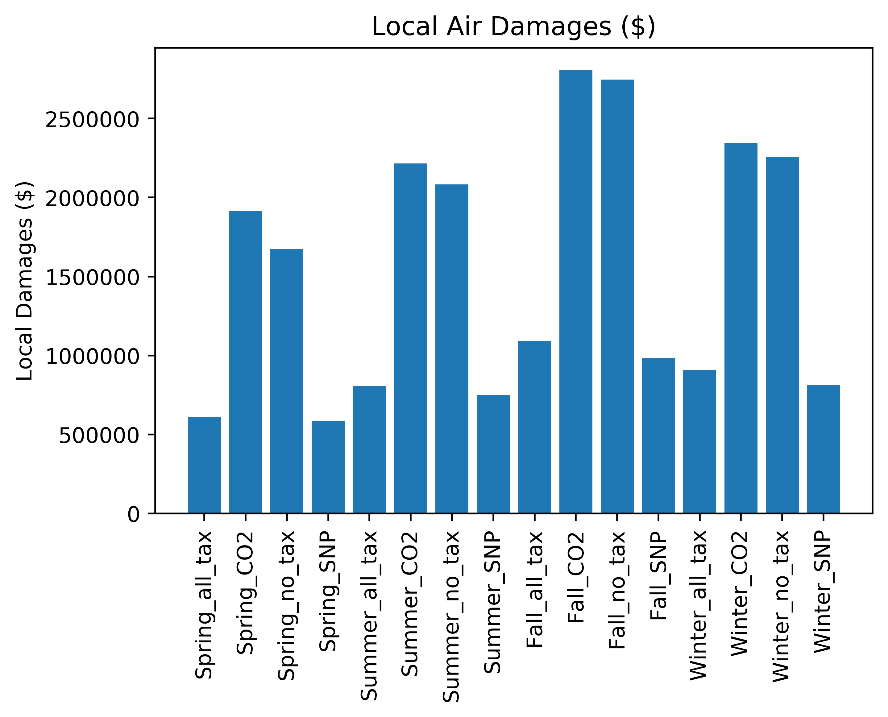 Local Air Damages ($)
Local Damages ($)
2500000
2000000
1500000
1000000
500000
0
Spring_all_tax
Spring_CO2
Spring_no_tax
Spring_SNP
Summer_all_tax
Summer_CO2
Summer_no_tax
Summer_SNP
Fall_all_tax
Fall_CO2
Fall_no_tax
Fall_SNP
Winter_all_tax
Winter_CO2
Winter_no_tax
Winter_SNP